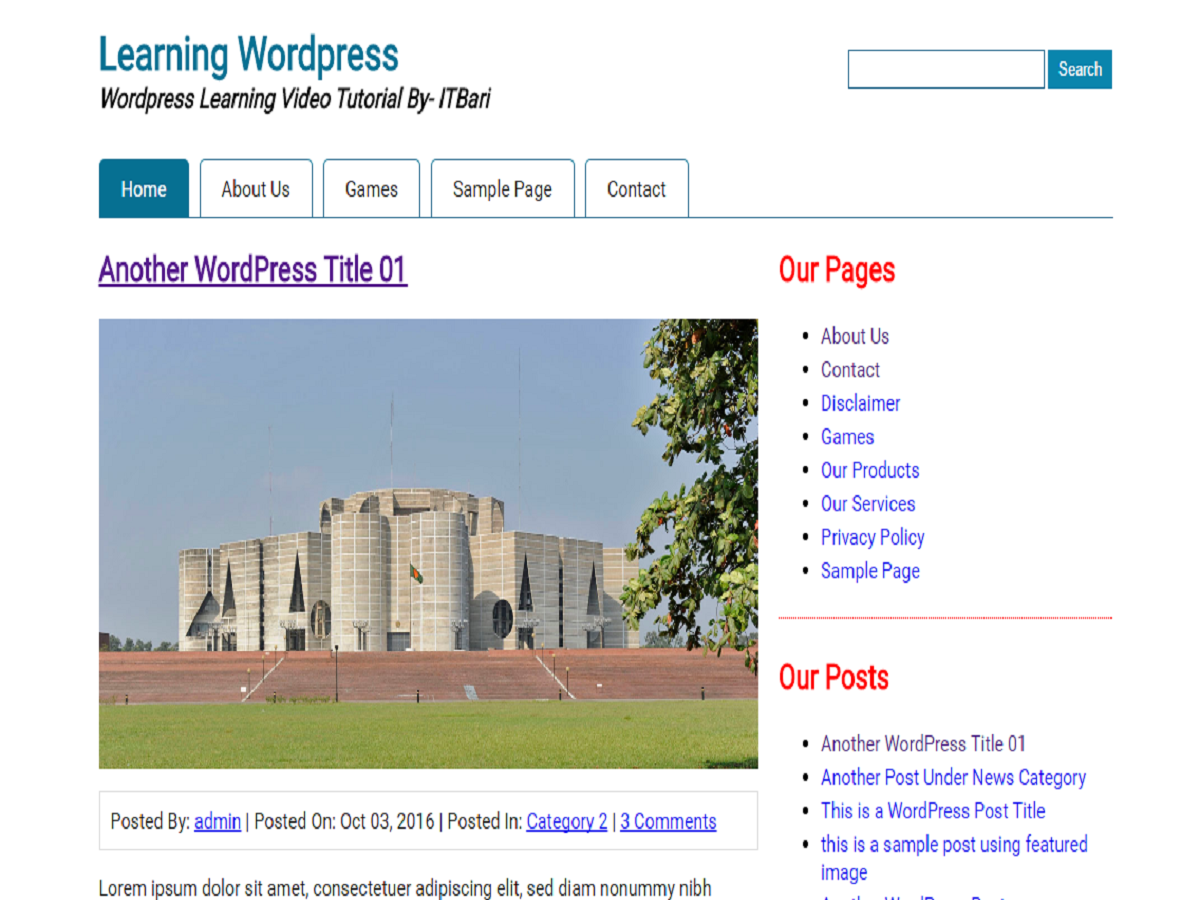 Learning Wordpress
Wordpress Learning Video Tutorial By- ITBari
Search
Home
About Us
Games
Sample Page
Contact
Another WordPress Title 01
Posted By: admin | Posted On: Oct 03, 2016 | Posted In: Category 2 | 3 Comments
Lorem ipsum dolor sit amet, consectetuer adipiscing elit, sed diam nonummy nibh
Our Pages
About Us
Contact
Disclaimer
Games
Our Products
Our Services
Privacy Policy
Sample Page
Our Posts
Another WordPress Title 01
Another Post Under News Category
This is a WordPress Post Title
this is a sample post using featured
image